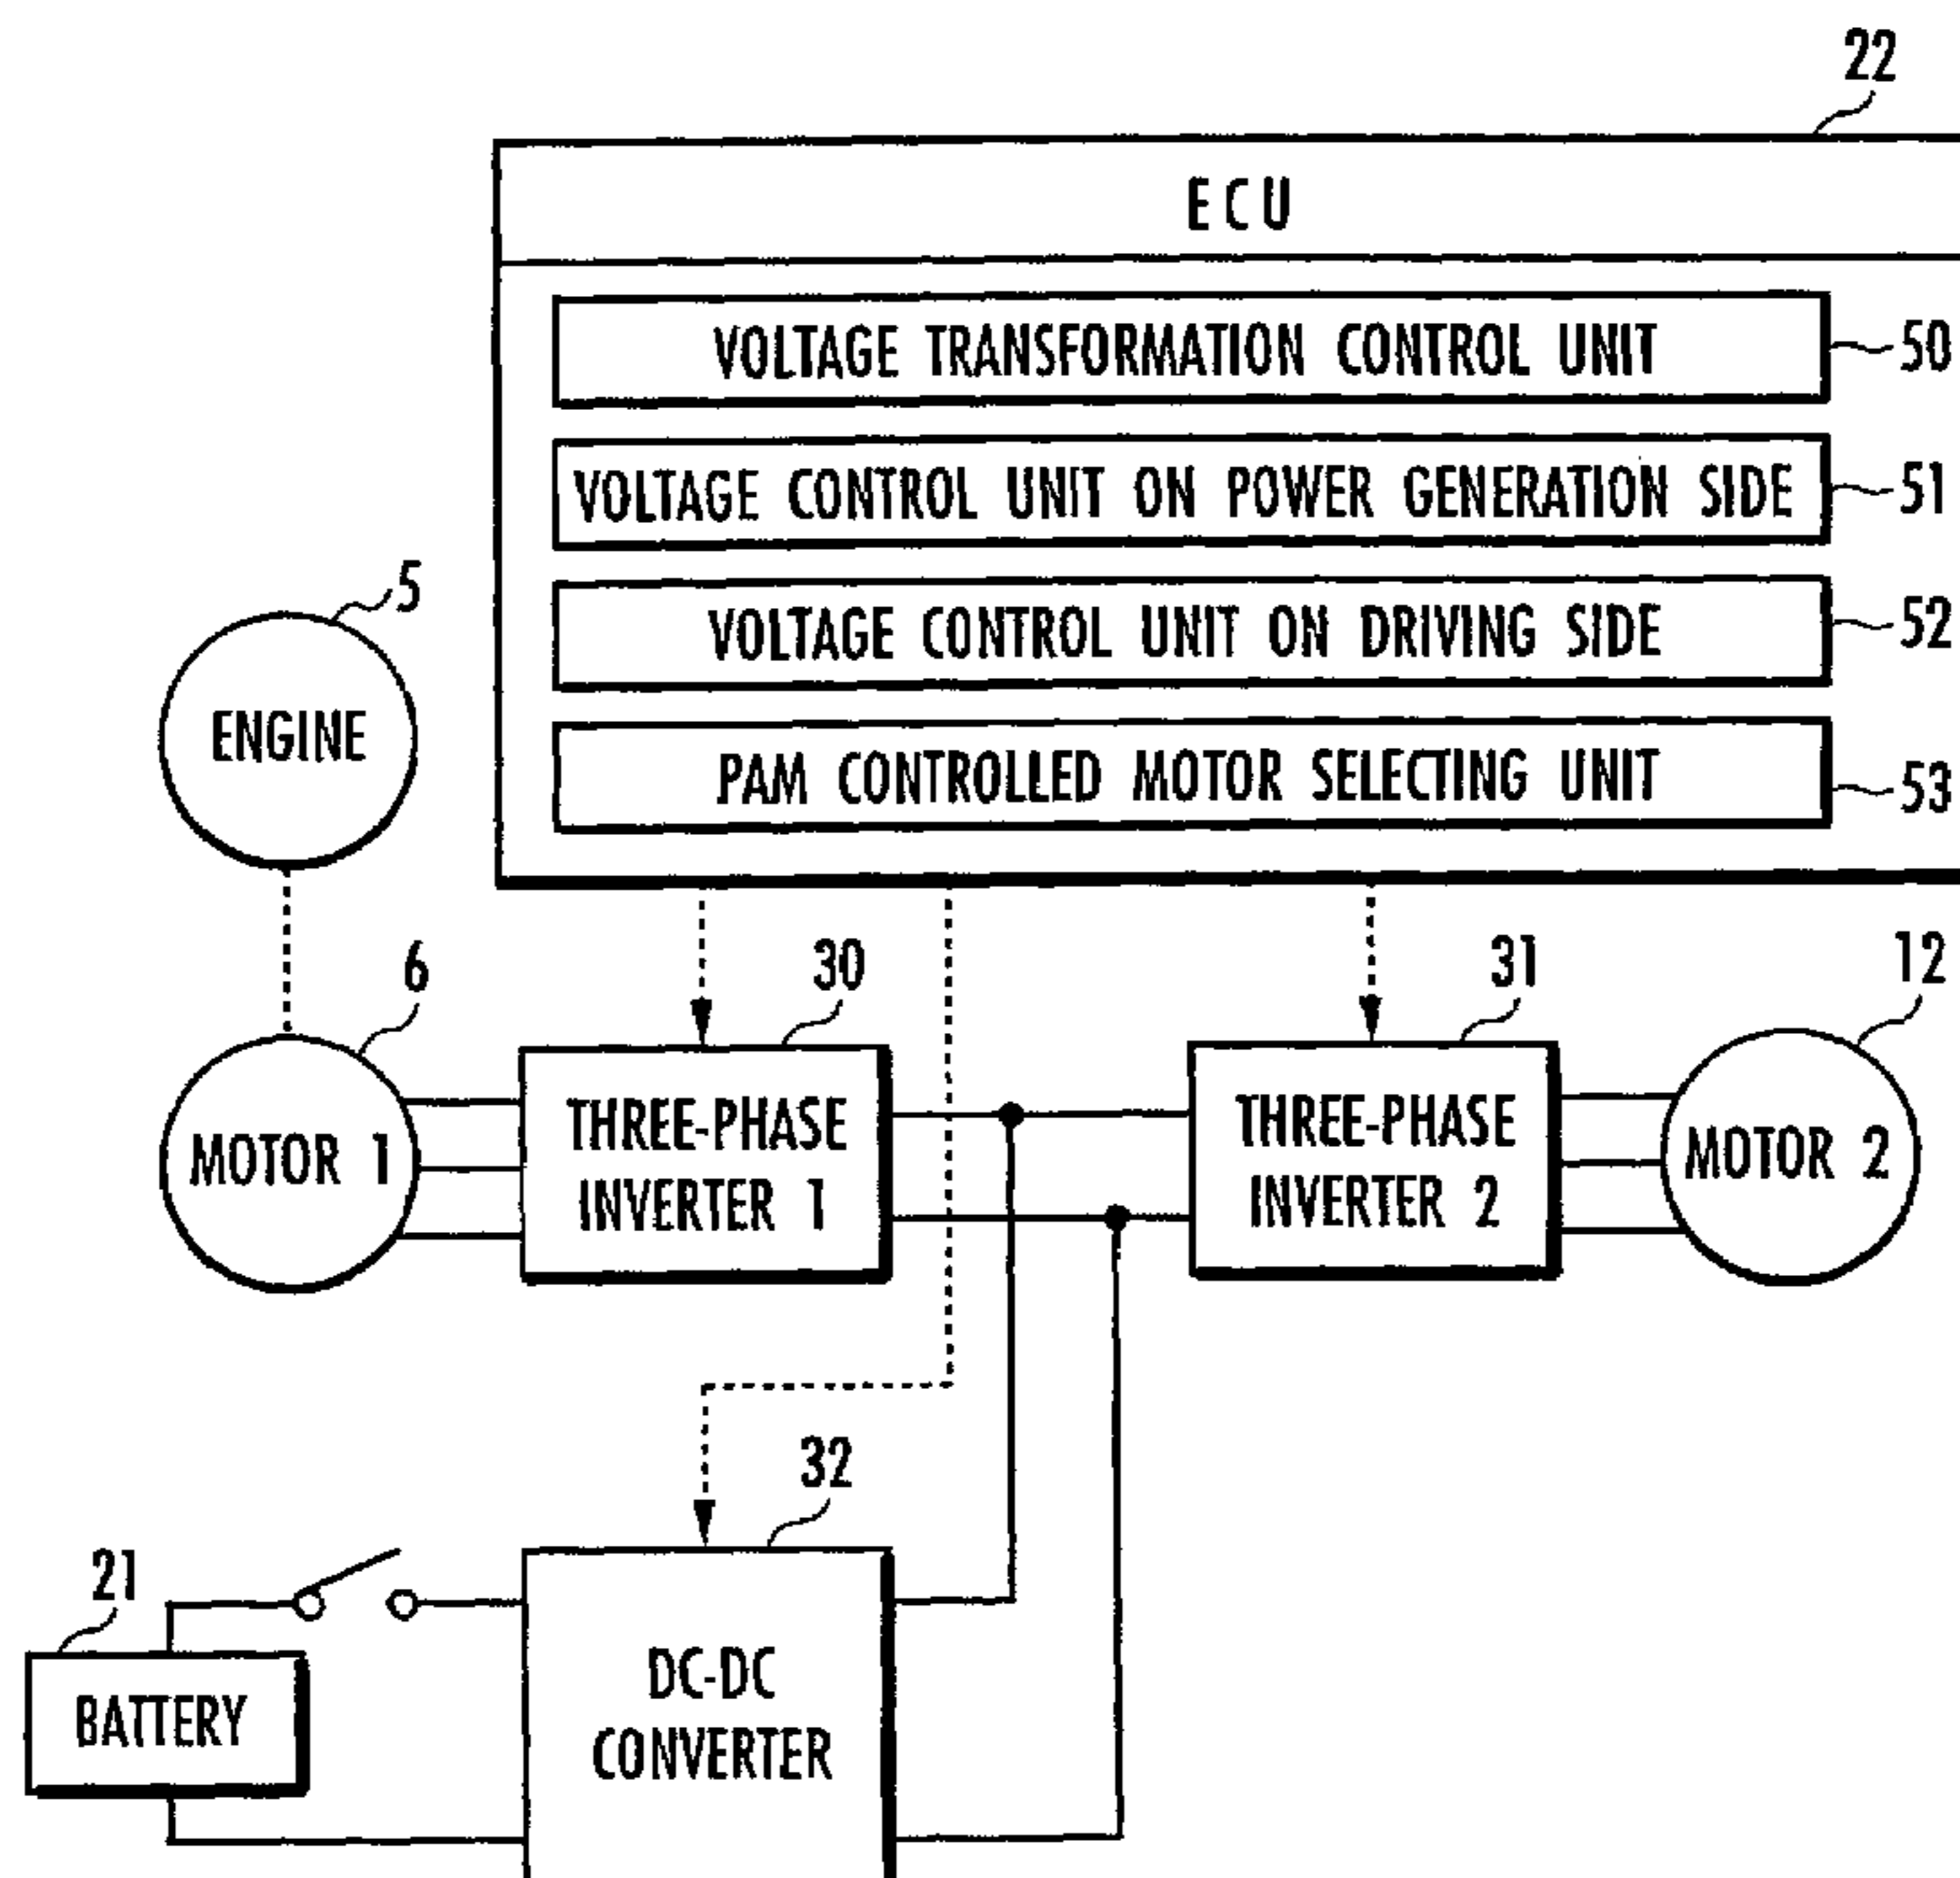 22
ECU
VOLTAGE TRANSFORMATION CONTROL UNIT
50
VOLTAGE CONTROL UNIT ON POWER GENERATION SIDE
51
VOLTAGE CONTROL UNIT ON DRIVING SIDE
52
PAM CONTROLLED MOTOR SELECTING UNIT
53
5
ENGINE
6
30
31
12
MOTOR 1
THREE-PHASE
INVERTER 1
THREE-PHASE
INVERTER 2
MOTOR 2
32
21
BATTERY
DC-DC
CONVERTER